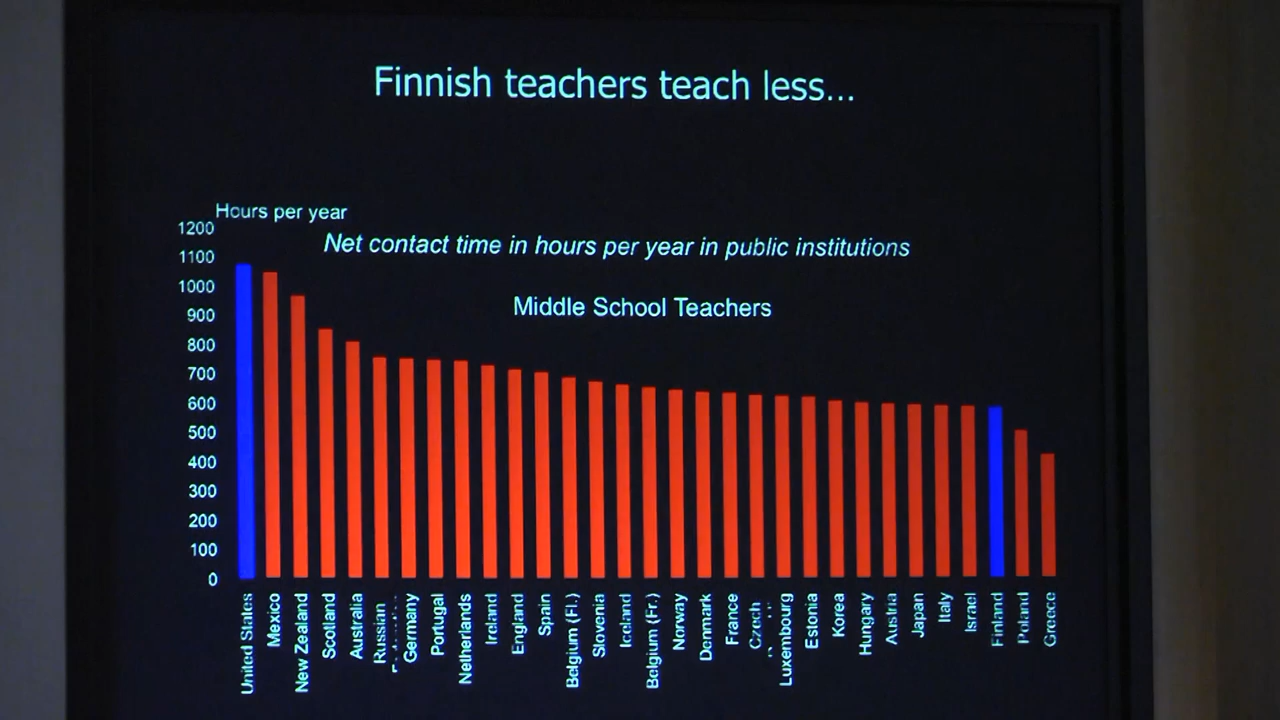 Finnish teachers teach less...
Hours per year
1200
Net contact time in hours per year in public institutions
1100
1000
900
Middle School Teachers
800
700
600
500
400
300
200
100
0
United States
Mexico
New Zealand
Scotland
Australia
Russian
Germany
Portugal
Netherlands
Ireland
England
Spain
Belgium (Fl.)
Slovenia
Iceland
Belgium (Fr.)
Norway
Denmark
France
Czech
Luxembourg
Estonia
Korea
Hungary
Austria
Japan
Italy
Israel
Finland
Poland
Greece